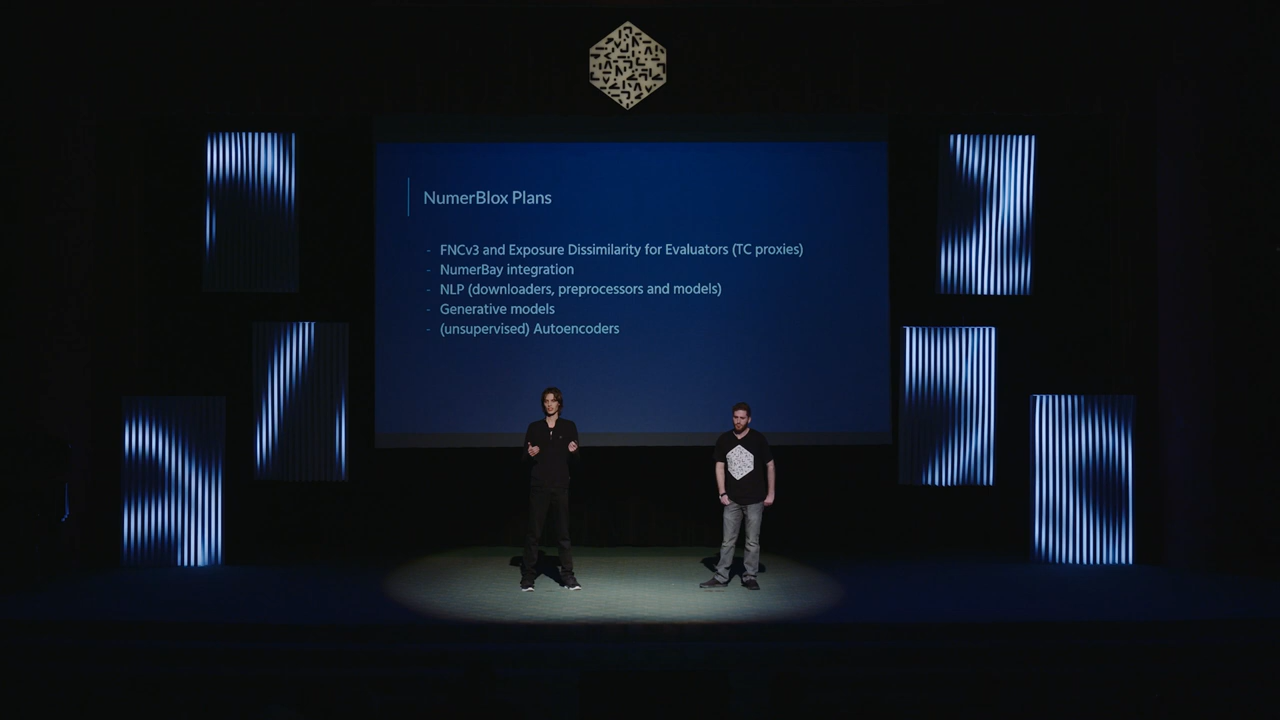 NumerBlox Plans
- FNCv3 and Exposure Dissimilarity for Evaluators (TC proxies)
- NumerBay integration
- NLP (downloaders, preprocessors and models)
- Generative models
- (unsupervised) Autoencoders